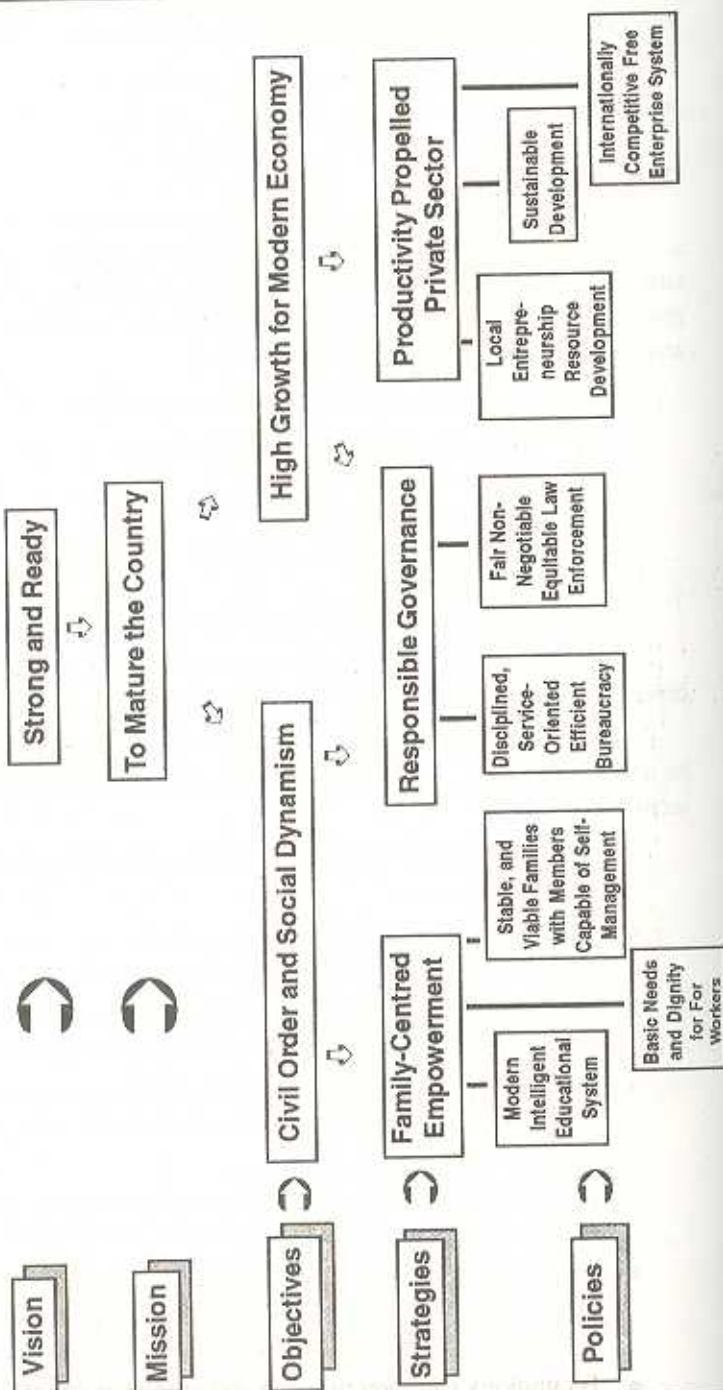 Vision
Strong and Ready
Mission
To Mature the Country
Objectives
Civil Order and Social Dynamism
High Growth for Modern Economy
Strategies
Family-Centred
Empowerment
Responsible Governance
Productivity Propelled
Private Sector
Policies
Modern
Intelligent
Educational
System
Basic Needs
and Dignity
for For
Workers
Stable, and
Viable Families
with Members
Capable of Self-
Management
Disciplined,
Service-
Oriented
Efficient
Bureaucracy
Fair Non-
Negotiable
Equitable Law
Enforcement
Local
Entrepre-
neurship
Resource
Development
Sustainable
Development
Internationally
Competitive Free
Enterprise System